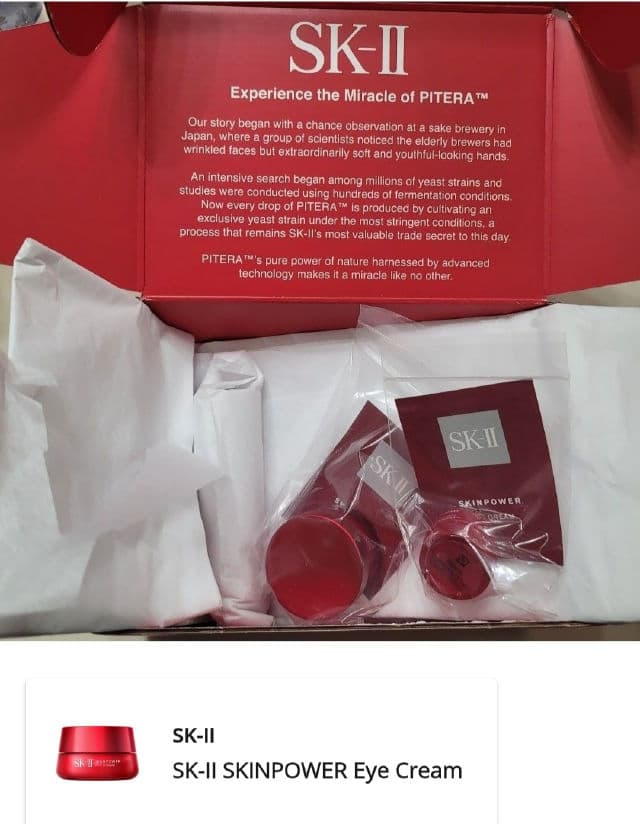 SK-II
Experience the Miracle of PITERA™
Our story began with a chance observation at a sake brewery in
Japan, where a group of scientists noticed the elderly brewers had
wrinkled faces but extraordinarily soft and youthful-looking hands.
An intensive search began among millions of yeast strains and
studies were conducted using hundreds of fermentation conditions.
Now every drop of PITERA™ is produced by cultivating an
exclusive yeast strain under the most stringent conditions, a
process that remains SK-II's most valuable trade secret to this day.
PITERA™'s pure power of nature harnessed by advanced
technology makes it a miracle like no other.
SK-II
SK-II
SKINPOWER
CREAM
SK-II
SK-II
SK-II SKINPOWER Eye Cream